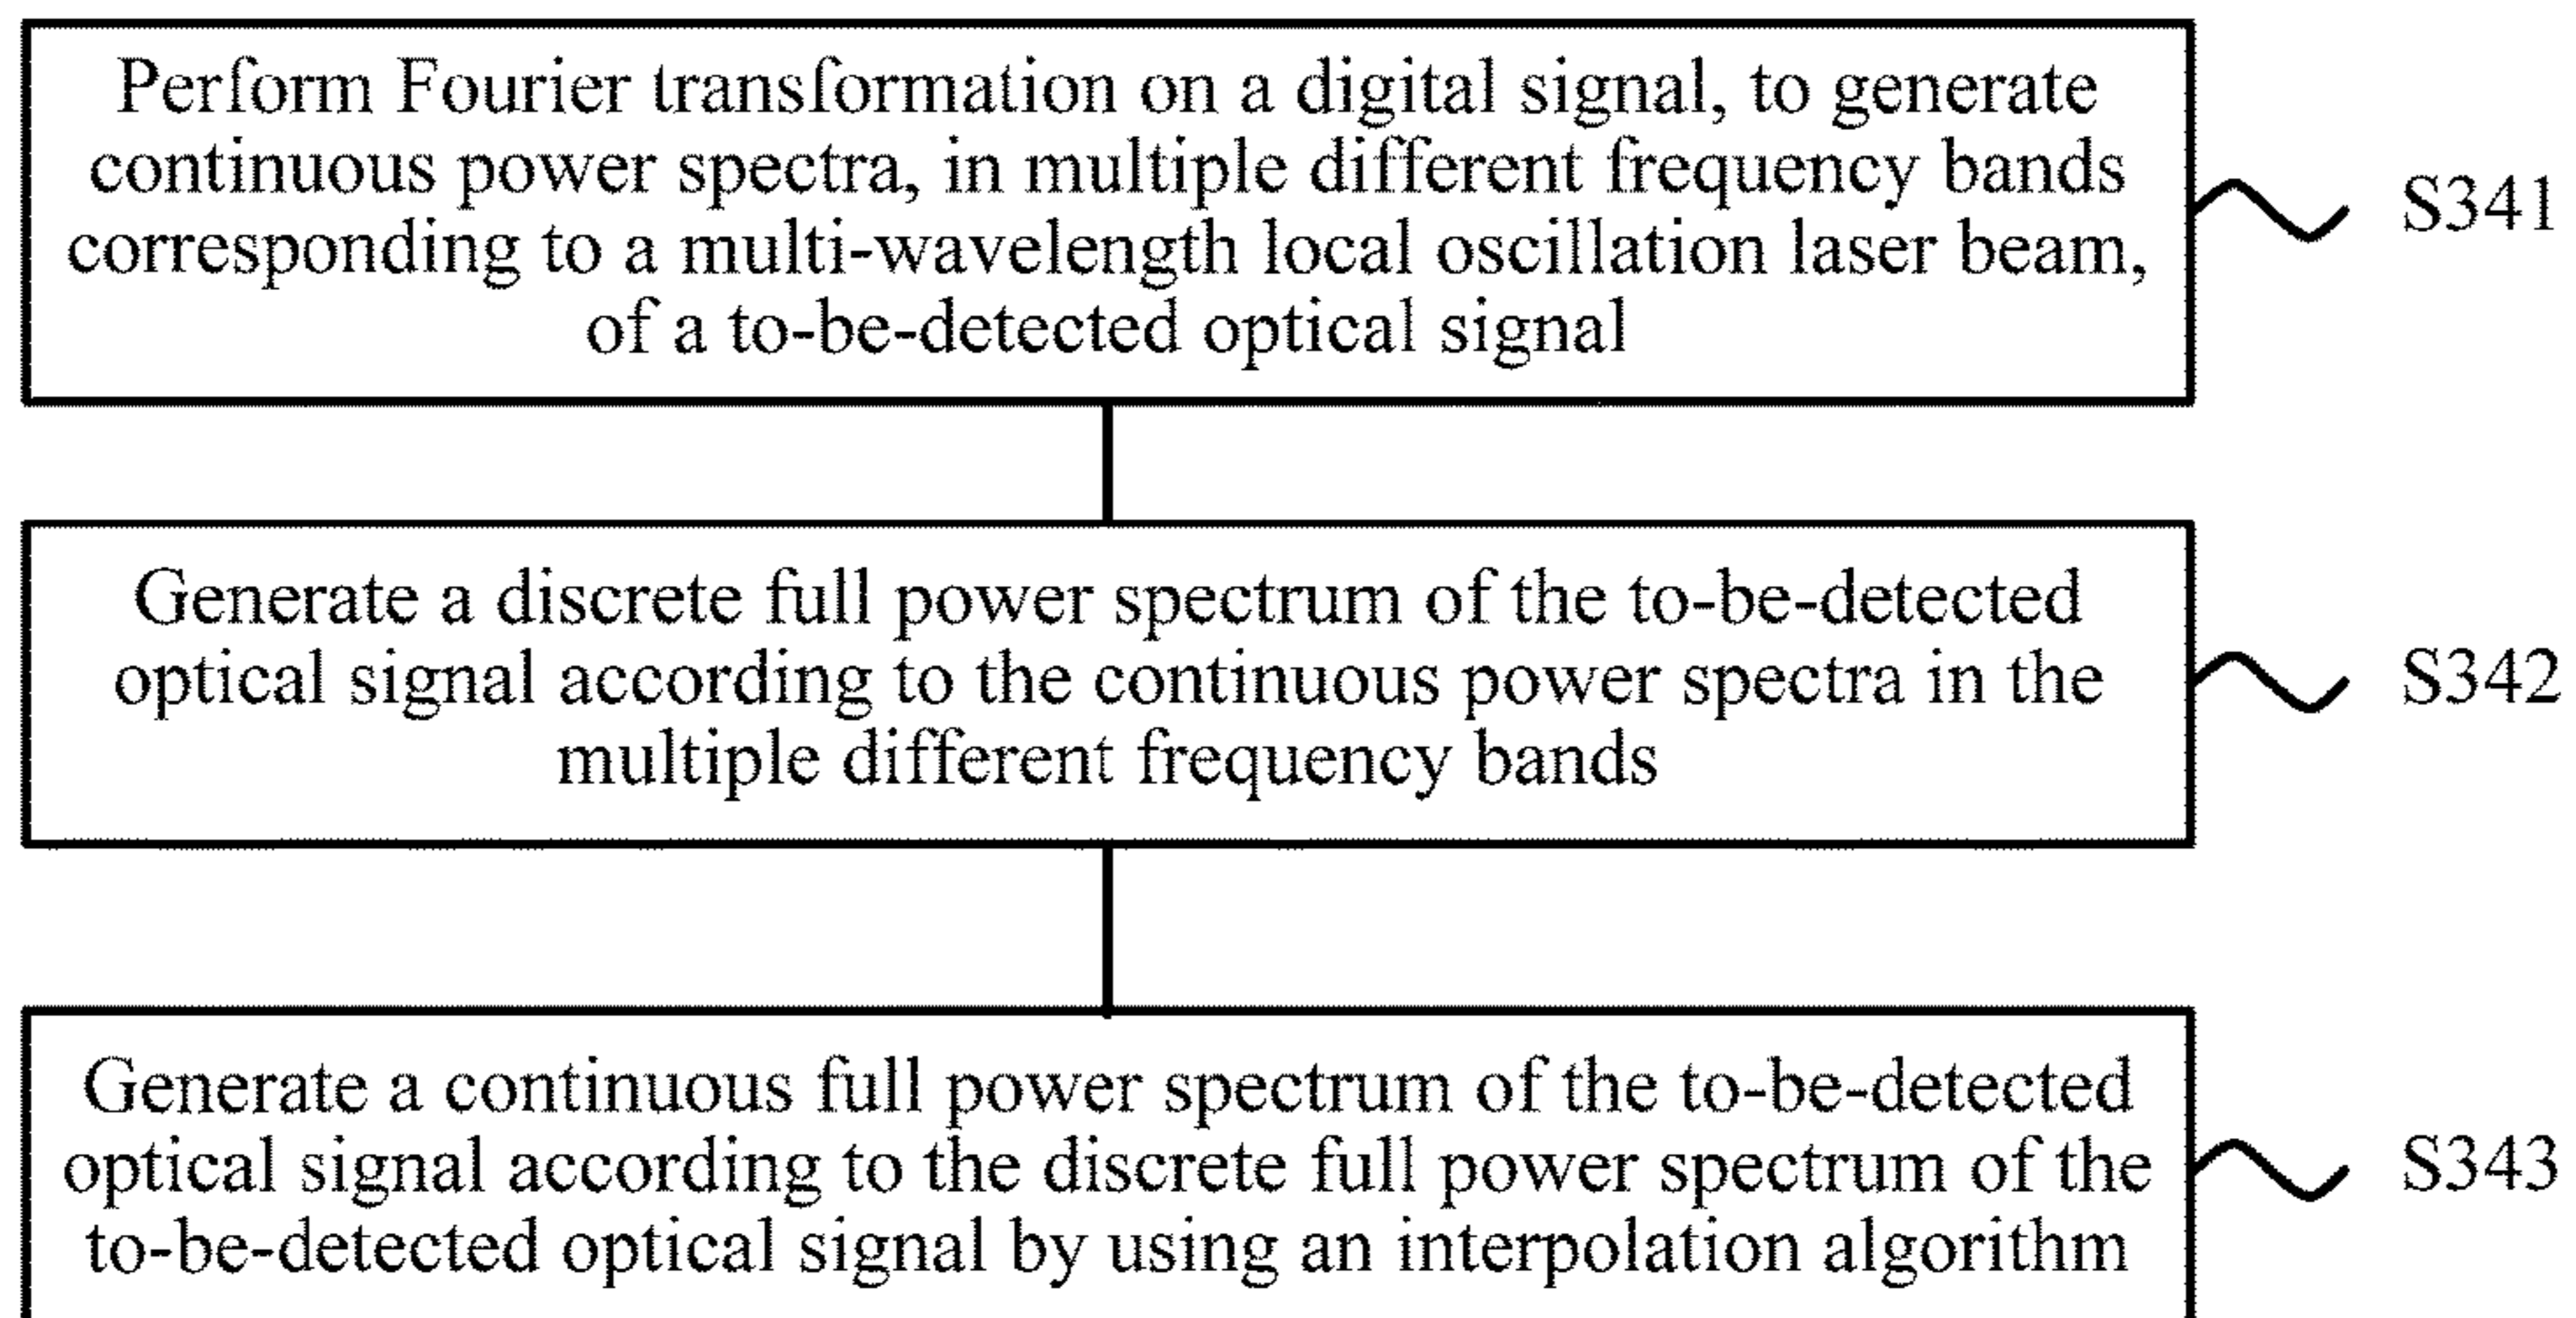 Perform Fourier transformation on a digital signal, to generate
continuous power spectra, in multiple different frequency bands
corresponding to a multi-wavelength local oscillation laser beam,
of a to-be-detected optical signal
S341
Generate a discrete full power spectrum of the to-be-detected
optical signal according to the continuous power spectra in the
multiple different frequency bands
S342
Generate a continuous full power spectrum of the to-be-detected
optical signal according to the discrete full power spectrum of the
to-be-detected optical signal by using an interpolation algorithm
S343